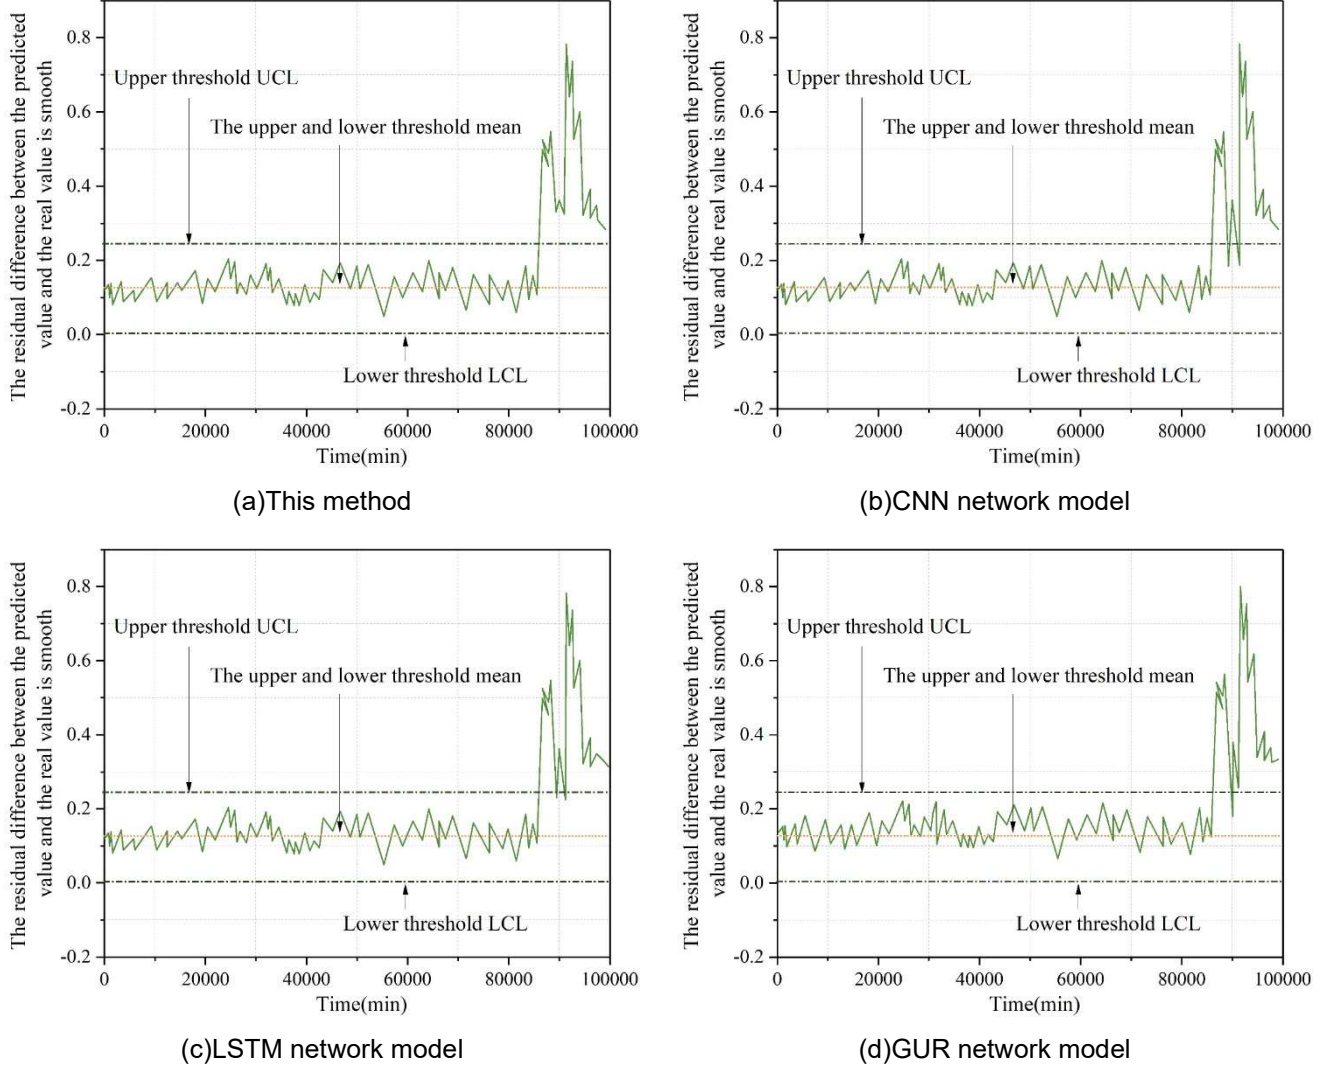 The residual difference between the predicted
value and the real value is smooth
0.8
0.6
0.4
0.2
0.0
-0.2
Upper threshold UCL
The upper and lower threshold mean
Lower threshold LCL
0
20000
40000
60000
80000
100000
Time(min)
(a)This method
The residual difference between the predicted
value and the real value is smooth
0.8
0.6
0.4
0.2
0.0
-0.2
Upper threshold UCL
The upper and lower threshold mean
Lower threshold LCL
0
20000
40000
60000
80000
100000
Time(min)
(b)CNN network model
The residual difference between the predicted
value and the real value is smooth
0.8
0.6
0.4
0.2
0.0
-0.2
Upper threshold UCL
The upper and lower threshold mean
Lower threshold LCL
0
20000
40000
60000
80000
100000
Time(min)
(c)LSTM network model
The residual difference between the predicted
value and the real value is smooth
0.8
0.6
0.4
0.2
0.0
-0.2
Upper threshold UCL
The upper and lower threshold mean
Lower threshold LCL
0
20000
40000
60000
80000
100000
Time(min)
(d)GUR network model